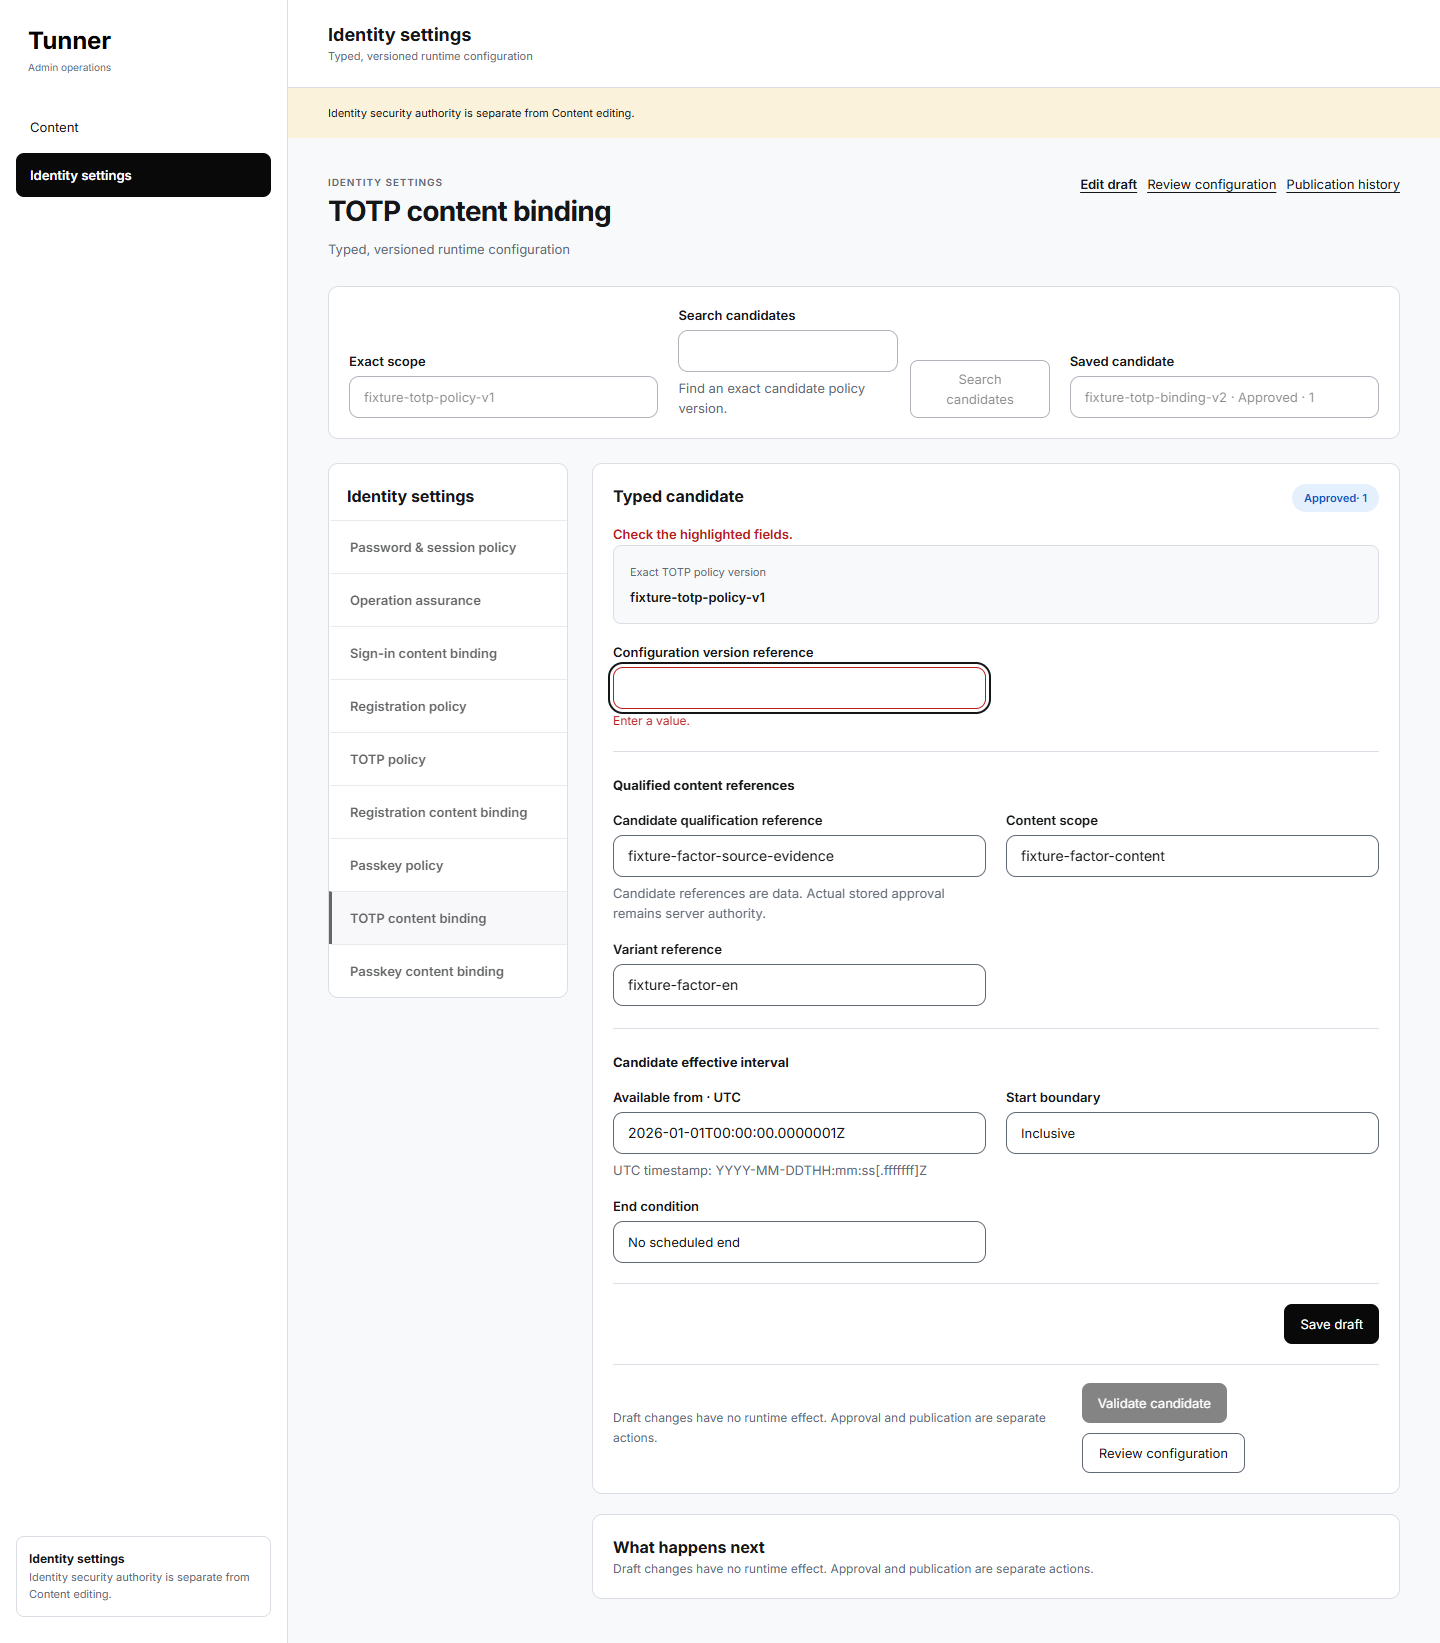 Tunner
Admin operations
Content
Identity settings
Identity settings
Typed, versioned runtime configuration
Identity security authority is separate from Content editing.
IDENTITY SETTINGS
TOTP content binding
Typed, versioned runtime configuration
Edit draft
Review configuration
Publication history
Exact scope
fixture-totp-policy-v1
Search candidates
Find an exact candidate policy
version.
Search
candidates
Saved candidate
fixture-totp-binding-v2 · Approved · 1
Identity settings
Password & session policy
Operation assurance
Sign-in content binding
Registration policy
TOTP policy
Registration content binding
Passkey policy
TOTP content binding
Passkey content binding
Typed candidate
Approved· 1
Check the highlighted fields.
Exact TOTP policy version
fixture-totp-policy-v1
Configuration version reference
Enter a value.
Qualified content references
Candidate qualification reference
fixture-factor-source-evidence
Candidate references are data. Actual stored approval
remains server authority.
Content scope
fixture-factor-content
Variant reference
fixture-factor-en
Candidate effective interval
Available from · UTC
2026-01-01T00:00:00.0000001Z
UTC timestamp: YYYY-MM-DDTHH:mm:ss[.fffffff]Z
Start boundary
Inclusive
End condition
No scheduled end
Save draft
Draft changes have no runtime effect. Approval and publication are separate
actions.
Validate candidate
Review configuration
What happens next
Draft changes have no runtime effect. Approval and publication are separate actions.
Identity settings
Identity security authority is separate from
Content editing.